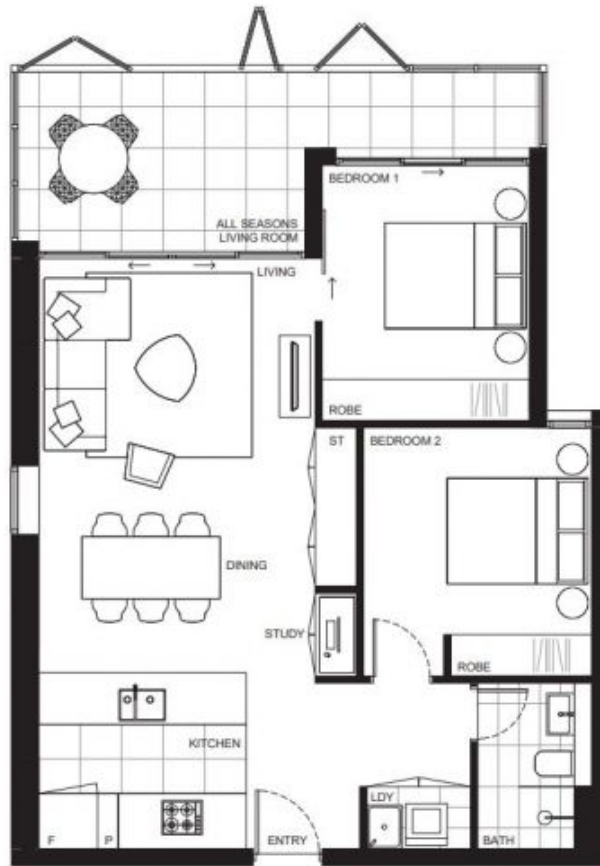 BEDROOM 1
ALL SEASONS
LIVING ROOM
LIVING
ROBE
ST
BEDROOM 2
DINING
STUDY
ROBE
KITCHEN
LDY
F
P
ENTRY
BATH